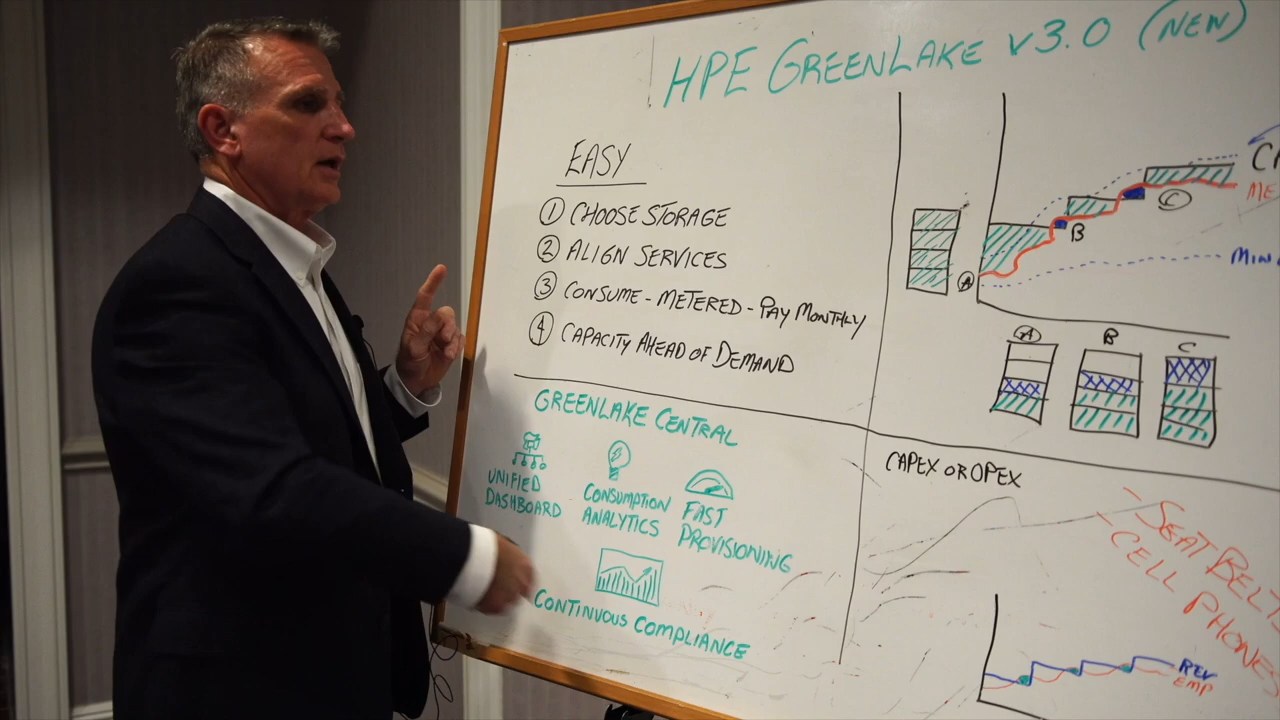 HPE GREENLAKE v3.0 (NEW)
EASY
① CHOOSE STORAGE
② ALIGN SERVICES
③ CONSUME - METERED - PAY MONTHLY
④ CAPACITY AHEAD OF DEMAND
A
B
C
ME
MIN
A
B
C
GREENLAKE CENTRAL
UNIFIED
DASHBOARD
CONSUMPTION
ANALYTICS
FAST
PROVISIONING
CONTINUOUS COMPLIANCE
CAPEX OR OPEX
- SEAT BELTS
- CELL PHONES
REV
EMP